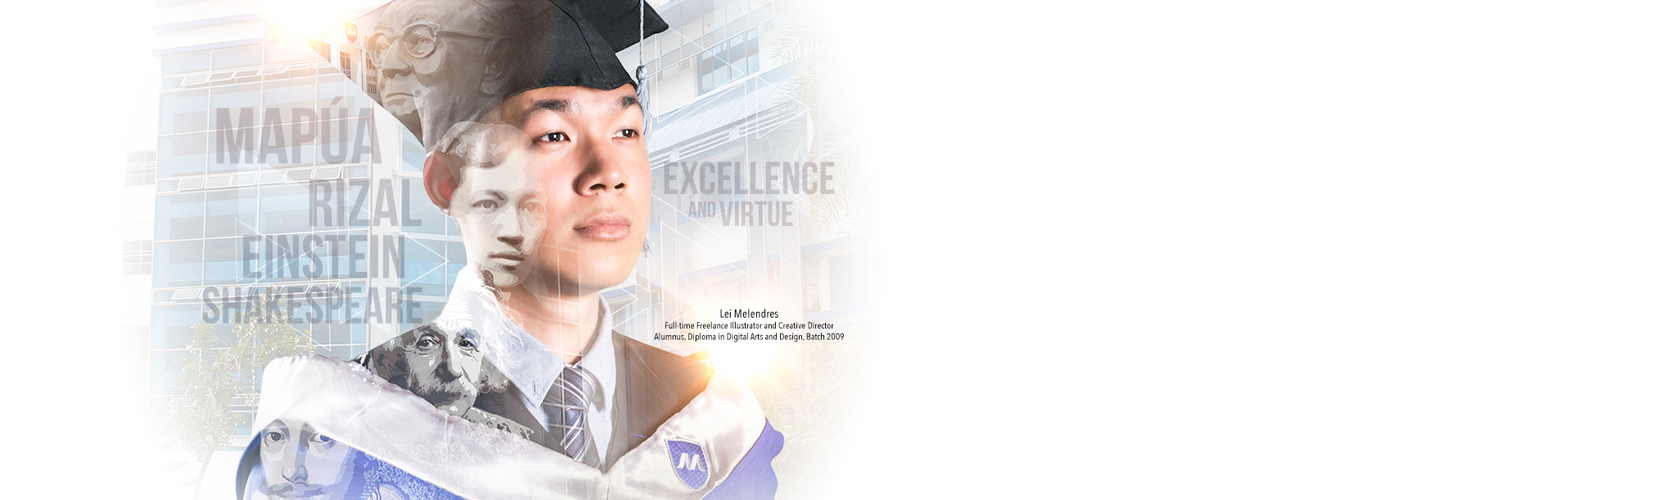 MAPÚA
RIZAL
EINSTEIN
SHAKESPEARE
EXCELLENCE
AND VIRTUE
Lei Melendres
Full-time Freelance Illustrator and Creative Director
Alumnus, Diploma in Digital Arts and Design, Batch 2009
M